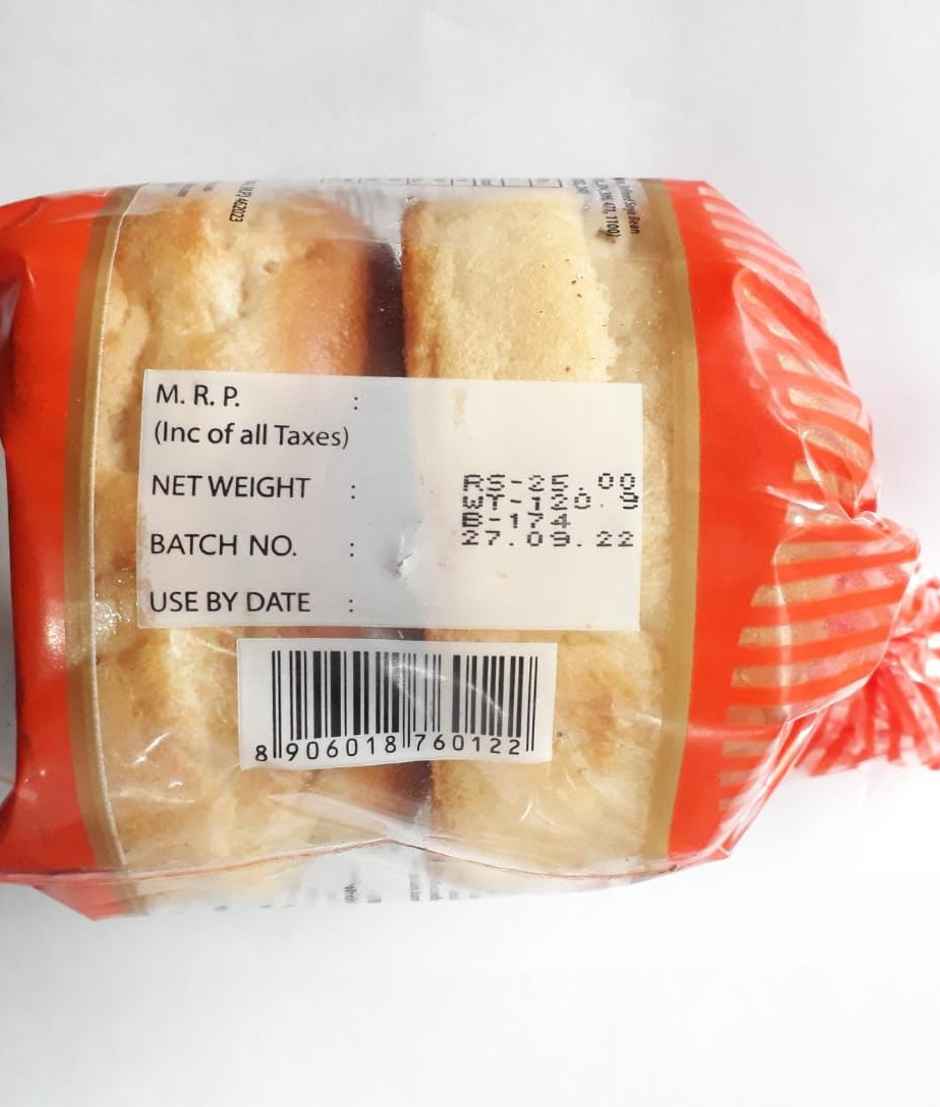 M. R. P. :
(Inc of all Taxes)
NET WEIGHT :
BATCH NO. :
USE BY DATE :
RS-25.00
WT-120.9
B-174
27.09.22
8 906018 760122